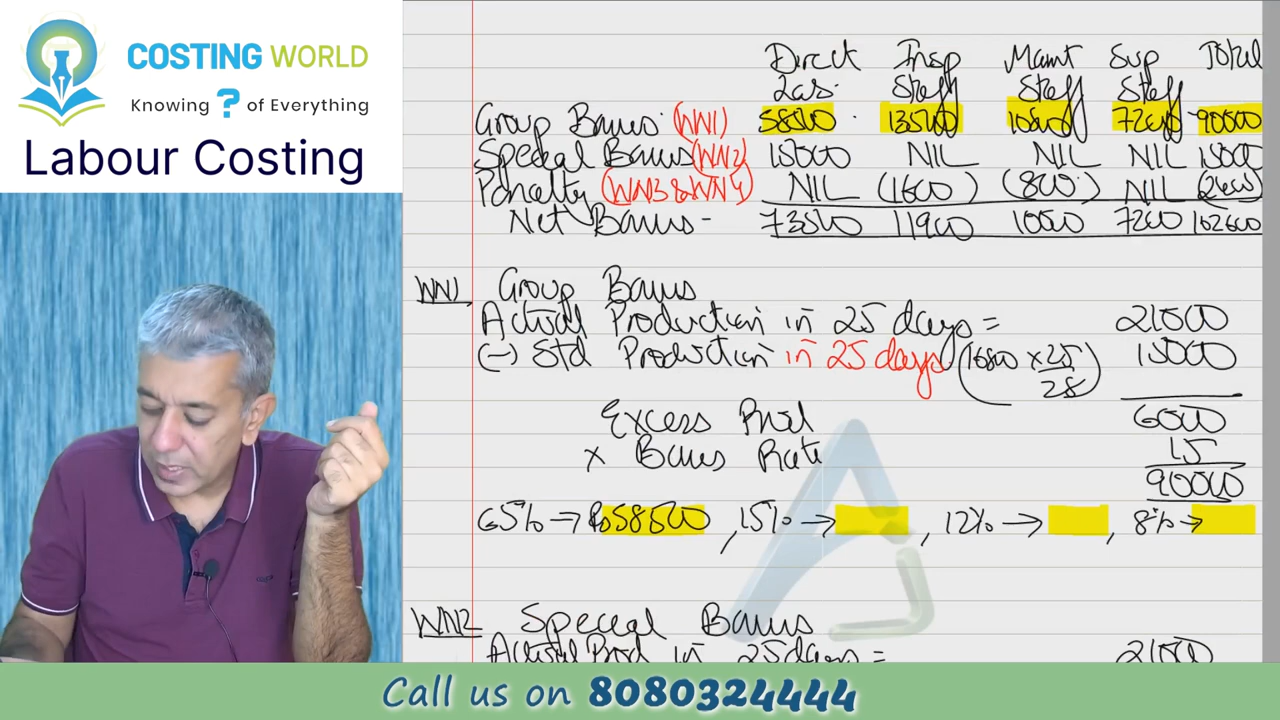 COSTING WORLD
Knowing ? of Everything
Labour Costing
Direct Insp Maint Sup Total
Staff Staff Staff
Group Bonus (WN1) 58500 13500 7200 90000
Special Bonus (WN2) 15000 NIL NIL NIL 15000
Penalty (WN3 & WN4) NIL (1600) (800) NIL (2400)
Net Bonus- 73500 11900 10000 7200 102600
WN1 Group Bonus
Actual Production in 25 days = 21000
(-) Std Production in 25 days (16800 × 25/28) 15000
Excess Prod 6000
× Bonus Rate 15
90000
65% → Rs 58500 , 15% → , 12% → , 8% →
WN2 Special Bonus
Actual Prod in 25 days = 21000
Call us on 8080324444